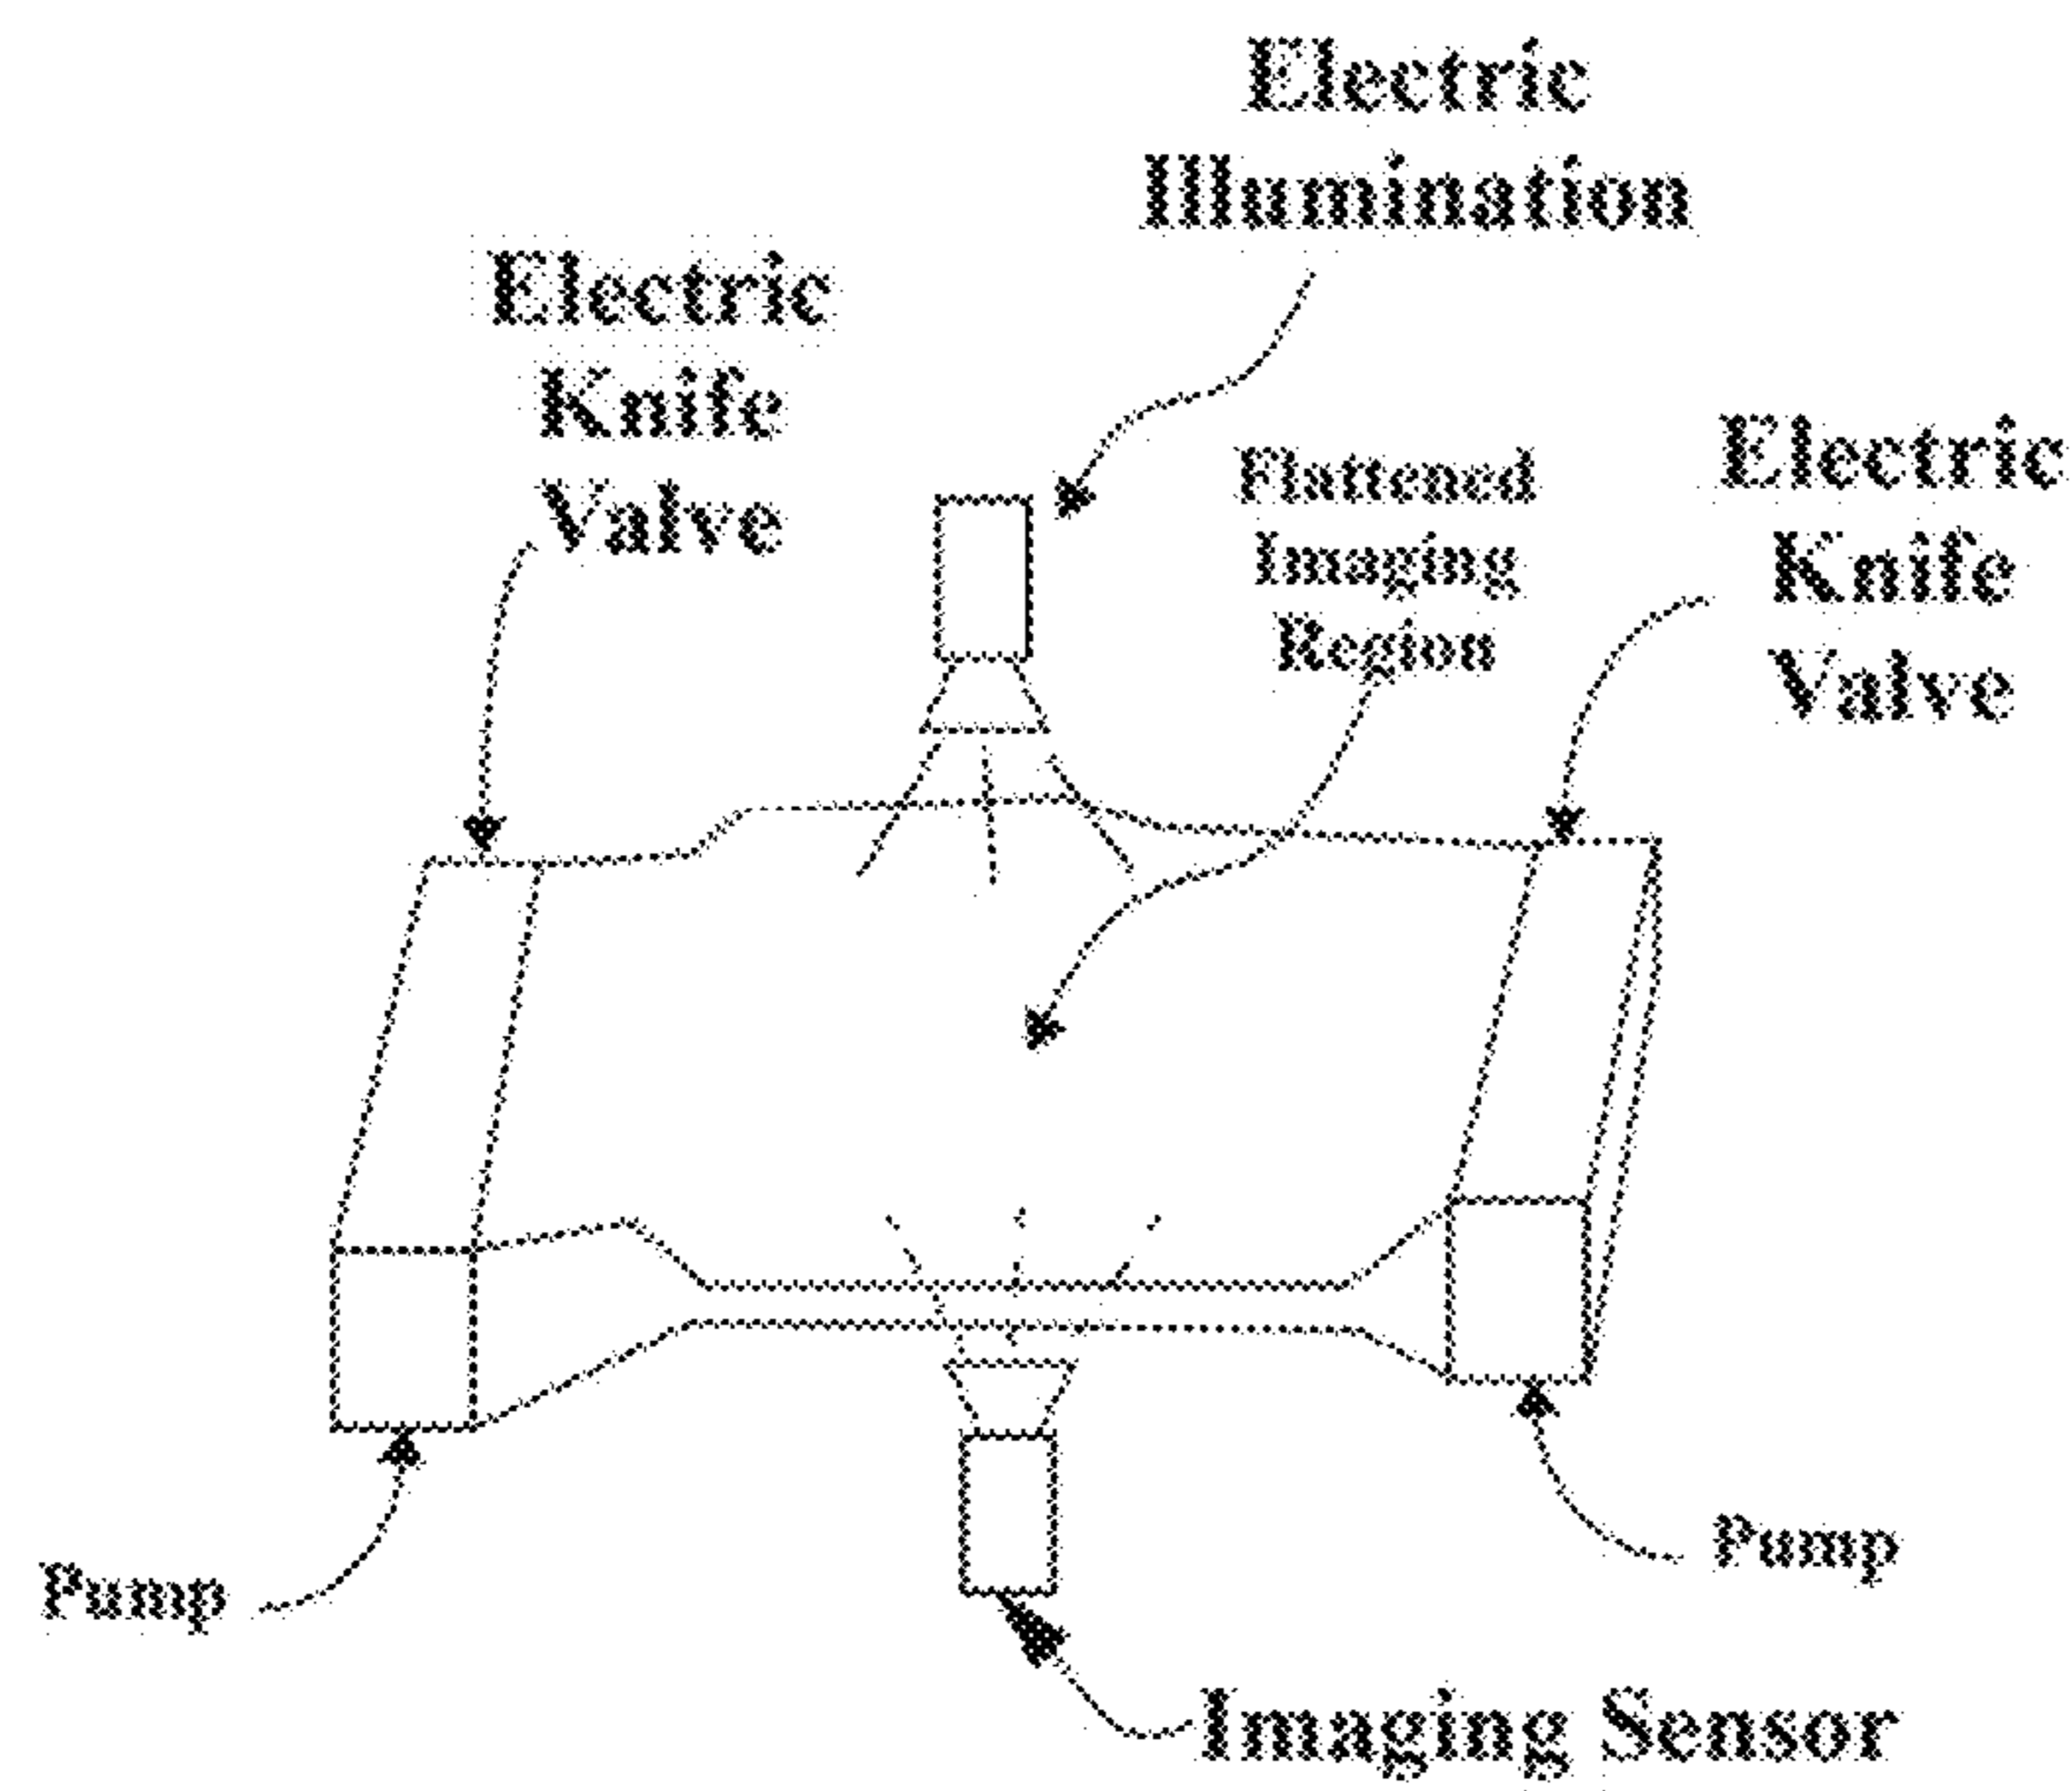 Electric
Illumination
Electric
Knife
Valve
Flattened
Imaging
Region
Electric
Knife
Valve
Pump
Pump
Imaging Sensor